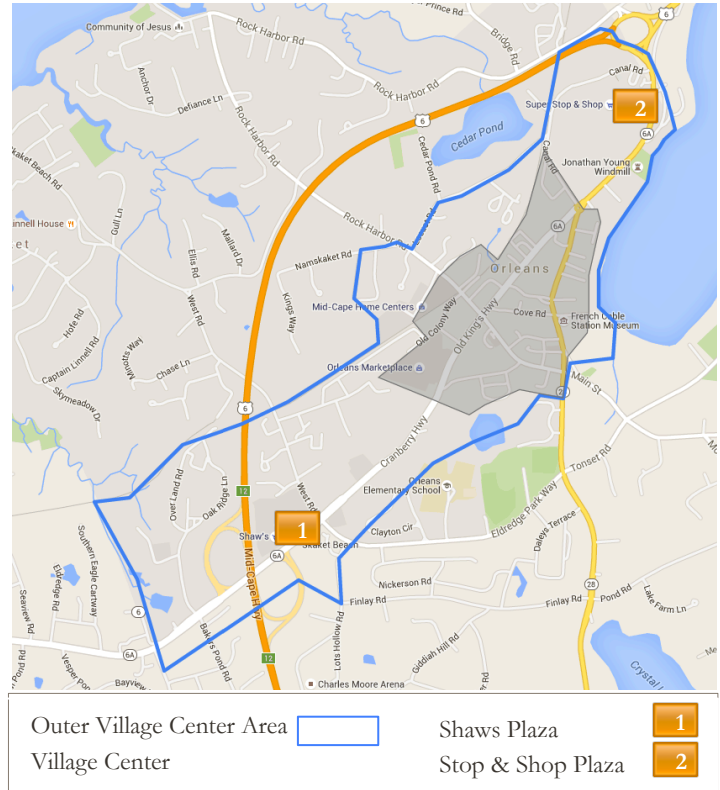 Prince Rd
6
Community of Jesus
Rock Harbor Rd
Bridge Rd
Canal Rd
Anchor Dr
Defiance Ln
Rock Harbor Rd
Super Stop & Shop
2
6
6A
Rock Harbor Rd
Cedar Pond
Cedar Pond Rd
Canal Rd
Jonathan Young
Windmill
Skaket Beach Rd
Gull Ln
Linnell House
Mallard Dr
Rock Harbor Rd
Locust Rd
6A
Ellis Rd
Namskaket Rd
Orleans
West Rd
Kings Way
Mid-Cape Home Centers
Old Colony Way
Old King's Hwy
Cove Rd
French Cable
Station Museum
Hofe Rd
Captain Linnell Rd
Chase Ln
Orleans Marketplace
Skymeadow Dr
28
Main St
6
Cranberry Hwy
Tonset Rd
Over Land Rd
Oak Ridge Ln
12
West Rd
Orleans
Elementary School
Eldredge Park Way
1
Clayton Cir
Daleys Terrace
Shaw's
Skaket Beach
6A
Southern Eagle Cartway
Eldredge Rd
Mid-Cape Hwy
Nickerson Rd
28
Seaview Rd
6
Finlay Rd
Finlay Rd
Pond Rd
Lake Farm Ln
Bakers Pond Rd
Lots Hollow Rd
Giddiah Hill Rd
6A
12
Bayview
Charles Moore Arena
Outer Village Center Area
Village Center
Shaws Plaza
1
Stop & Shop Plaza
2